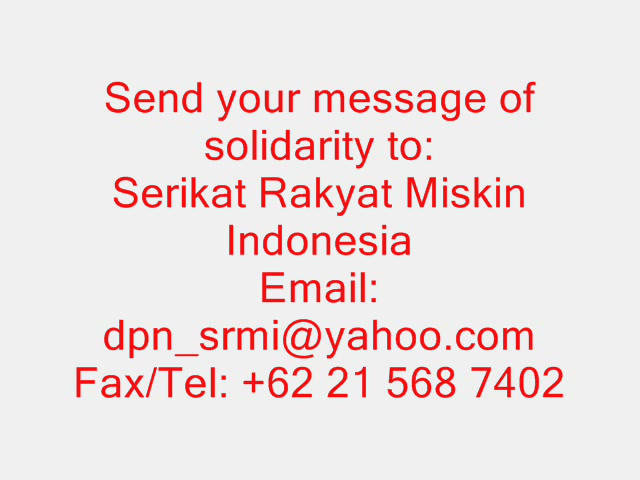 Send your message of
solidarity to:
Serikat Rakyat Miskin
Indonesia
Email:
dpn_srmi@yahoo.com
Fax/Tel: +62 21 568 7402